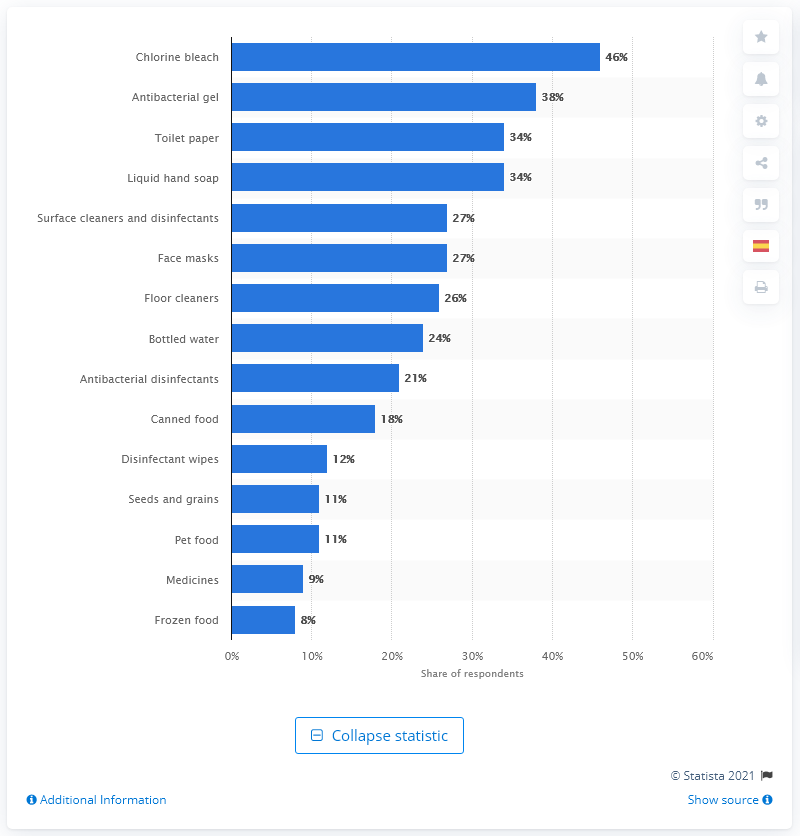 Chlorine bleach 46%
Antibacterial gel 38%
Toilet paper 34%
Liquid hand soap 34%
Surface cleaners and disinfectants 27%
Face masks 27%
Floor cleaners 26%
Bottled water 24%
Antibacterial disinfectants 21%
Canned food 18%
Disinfectant wipes 12%
Seeds and grains 11%
Pet food 11%
Medicines 9%
Frozen food 8%
0% 10% 20% 30% 40% 50% 60%
Share of respondents
Collapse statistic
© Statista 2021
Additional Information Show source